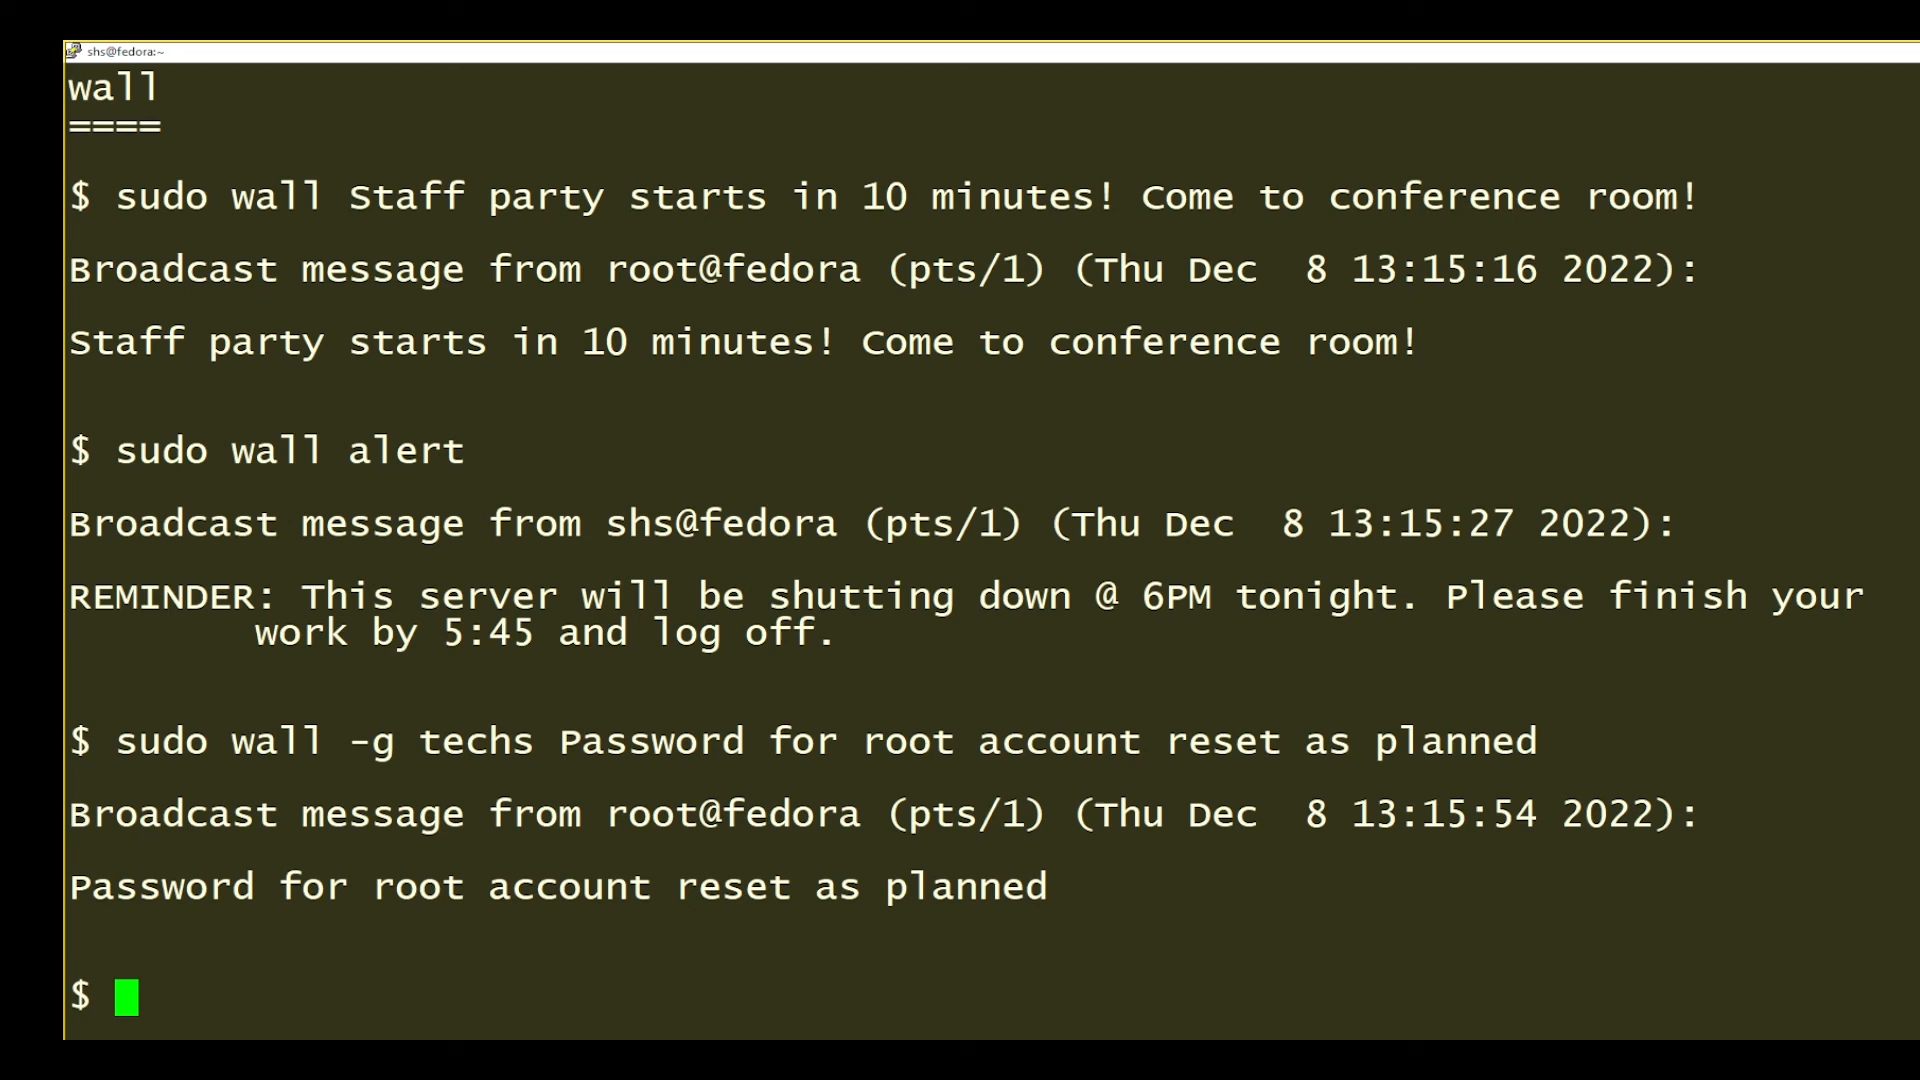 shs@fedora:~
wall
====
$ sudo wall Staff party starts in 10 minutes! Come to conference room!
Broadcast message from root@fedora (pts/1) (Thu Dec  8 13:15:16 2022):
Staff party starts in 10 minutes! Come to conference room!
$ sudo wall alert
Broadcast message from shs@fedora (pts/1) (Thu Dec  8 13:15:27 2022):
REMINDER: This server will be shutting down @ 6PM tonight. Please finish your
        work by 5:45 and log off.
$ sudo wall -g techs Password for root account reset as planned
Broadcast message from root@fedora (pts/1) (Thu Dec  8 13:15:54 2022):
Password for root account reset as planned
$